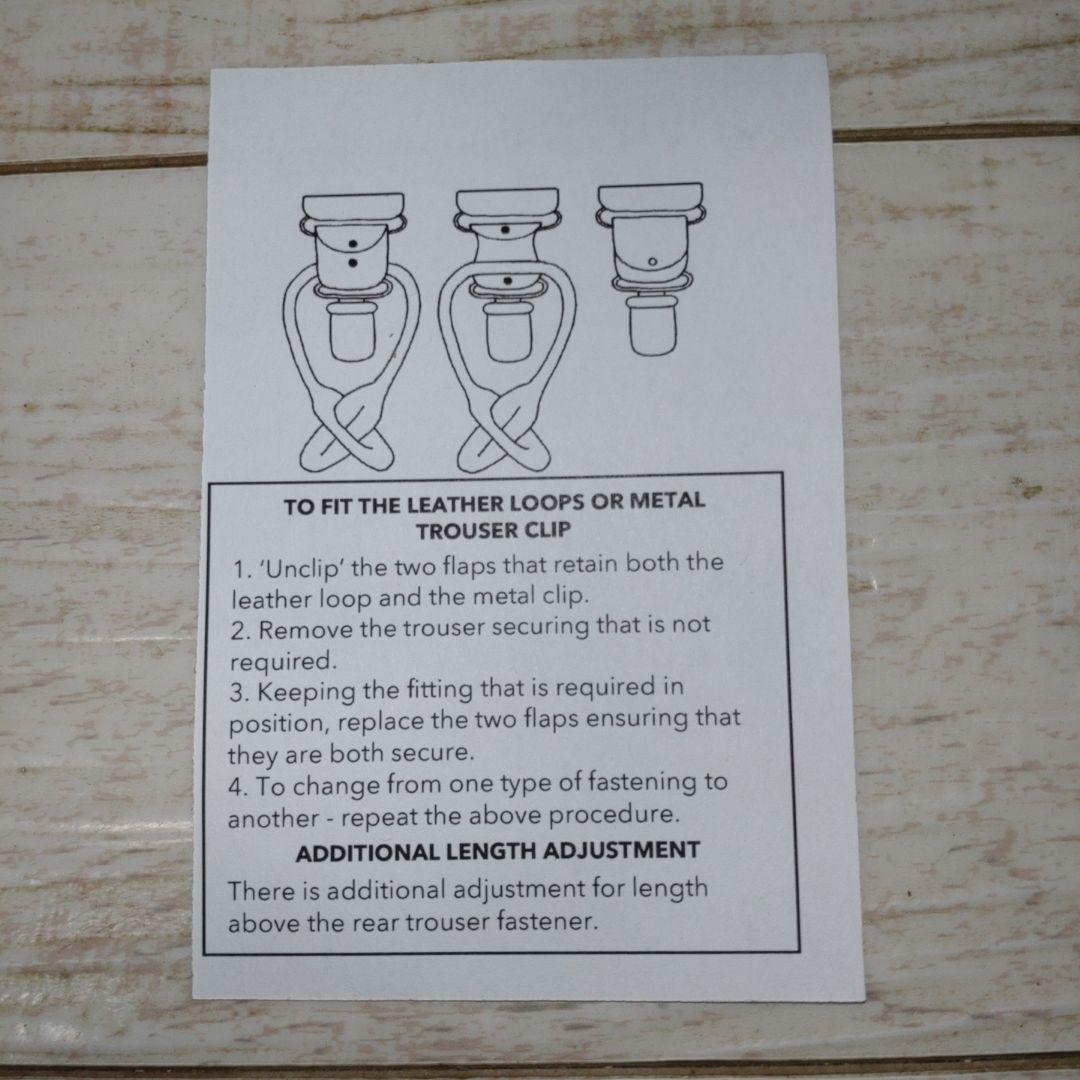 TO FIT THE LEATHER LOOPS OR METAL
TROUSER CLIP
1. 'Unclip' the two flaps that retain both the
leather loop and the metal clip.
2. Remove the trouser securing that is not
required.
3. Keeping the fitting that is required in
position, replace the two flaps ensuring that
they are both secure.
4. To change from one type of fastening to
another - repeat the above procedure.
ADDITIONAL LENGTH ADJUSTMENT
There is additional adjustment for length
above the rear trouser fastener.